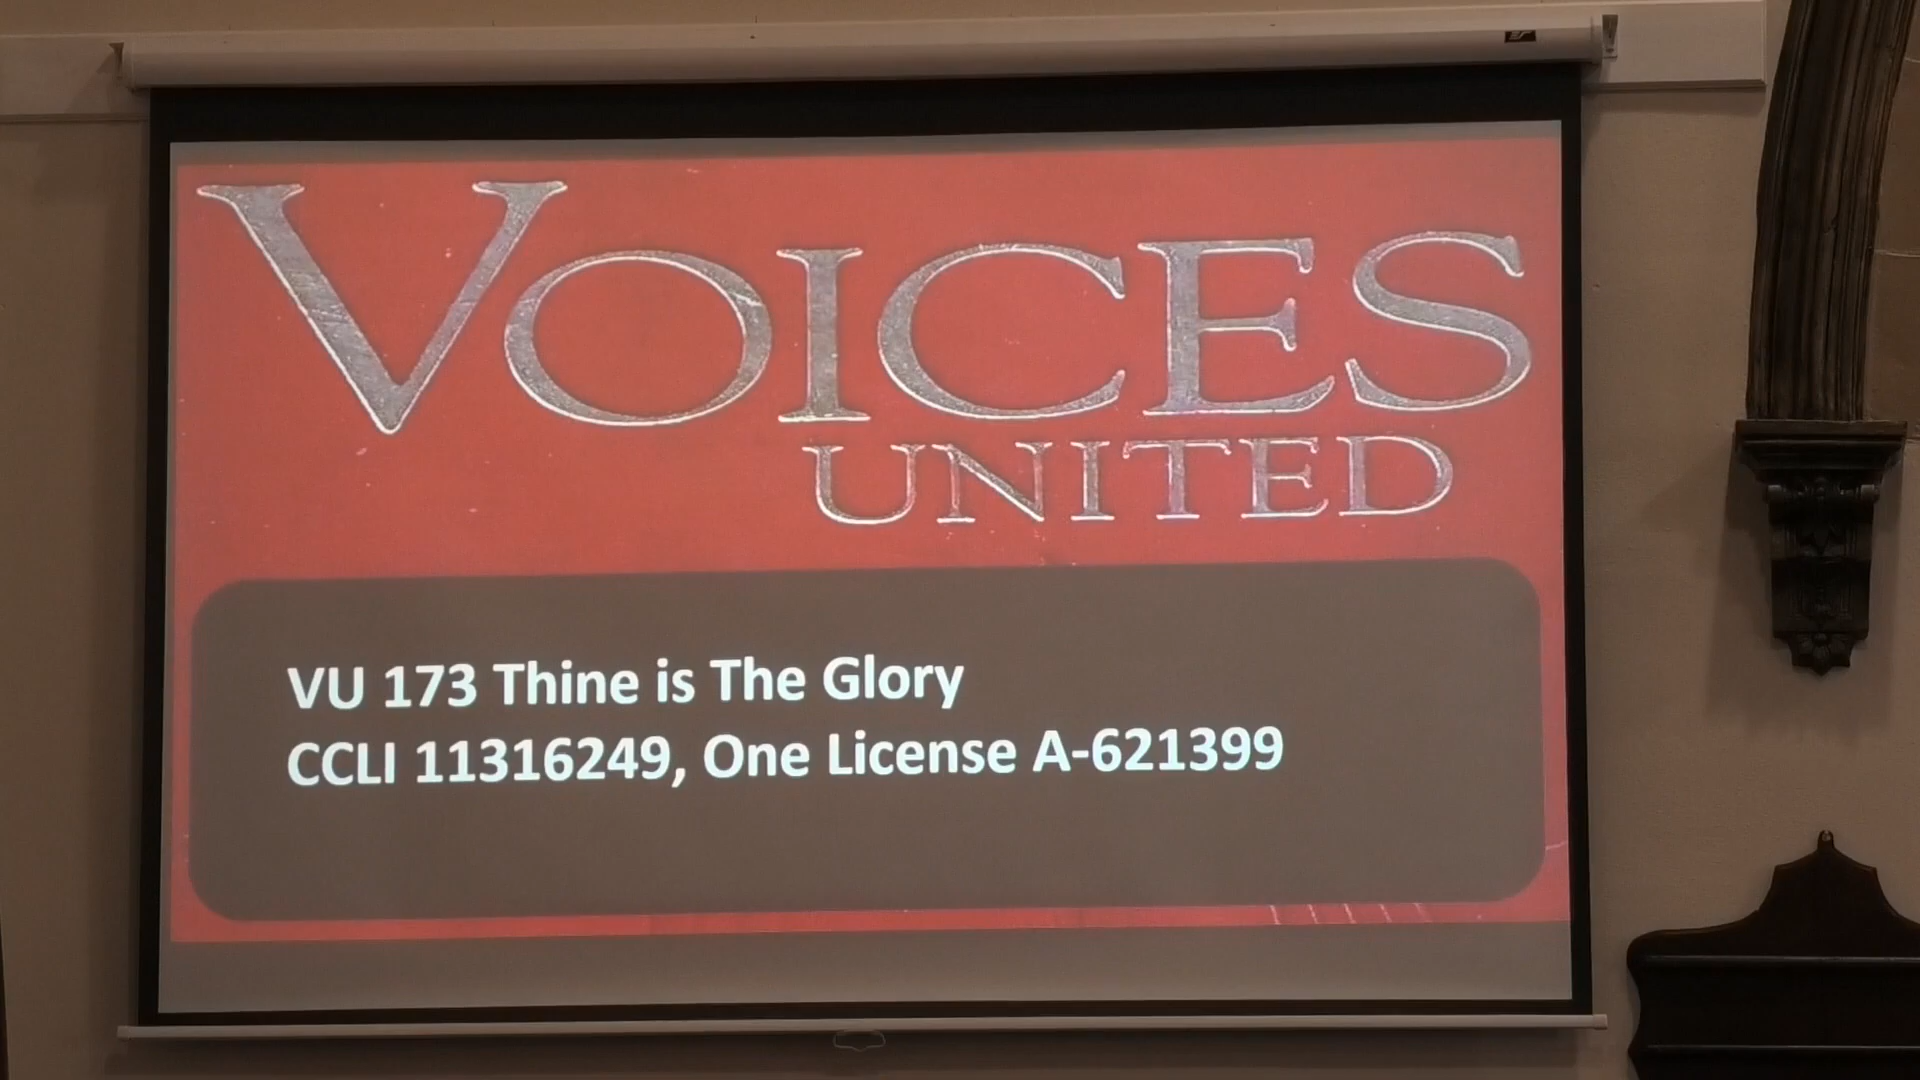 VOICES
UNITED
VU 173 Thine is The Glory
CCLI 11316249, One License A-621399